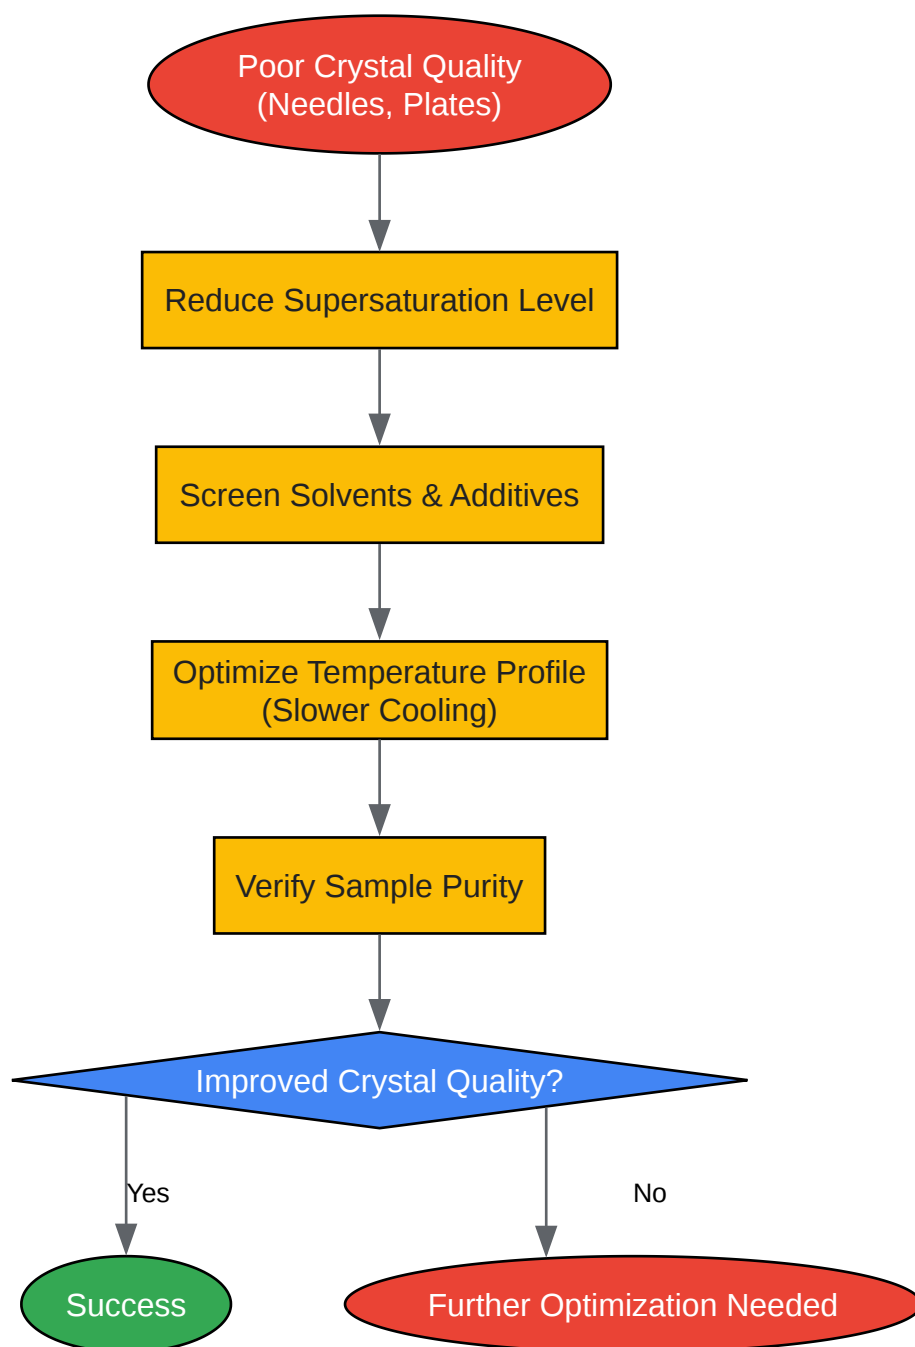 Poor Crystal Quality
(Needles, Plates)
Reduce Supersaturation Level
Screen Solvents & Additives
Optimize Temperature Profile
(Slower Cooling)
Verify Sample Purity
Improved Crystal Quality?
Yes
No
Success
Further Optimization Needed